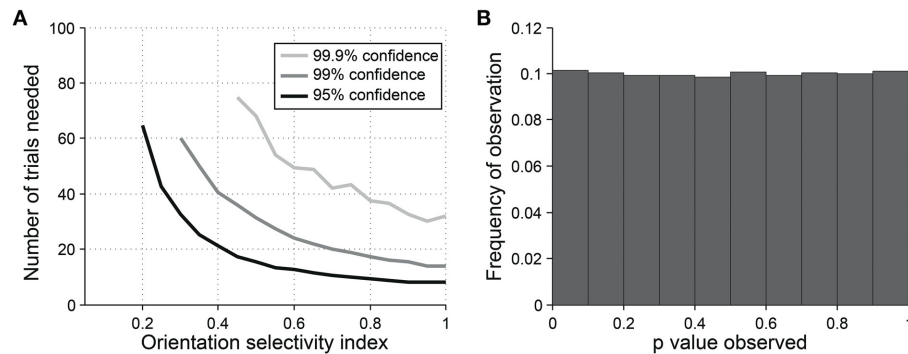 A
100
80
60
40
20
0
Number of trials needed
99.9% confidence
99% confidence
95% confidence
0.2 0.4 0.6 0.8 1
Orientation selectivity index
B
0.12
0.1
0.08
0.06
0.04
0.02
0
Frequency of observation
0 0.2 0.4 0.6 0.8 1
p value observed